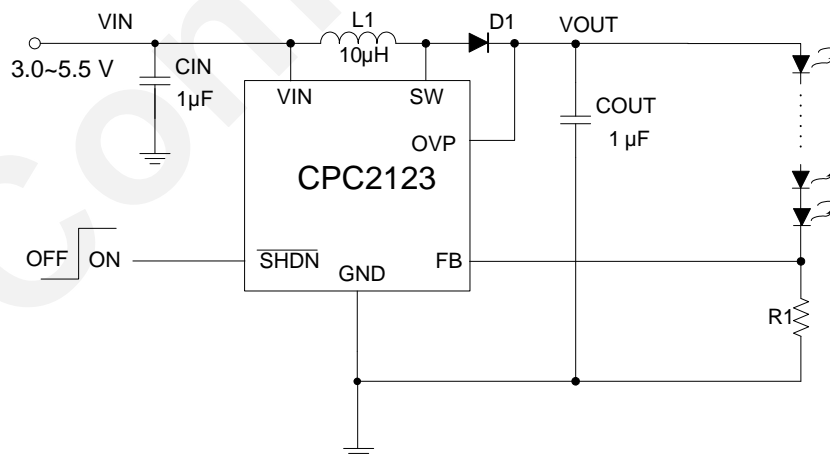 VIN
L1
D1
VOUT
3.0~5.5 V
CIN
1µF
10µH
VIN
SW
OVP
COUT
1 µF
CPC2123
OFF
ON
SHDN
GND
FB
R1